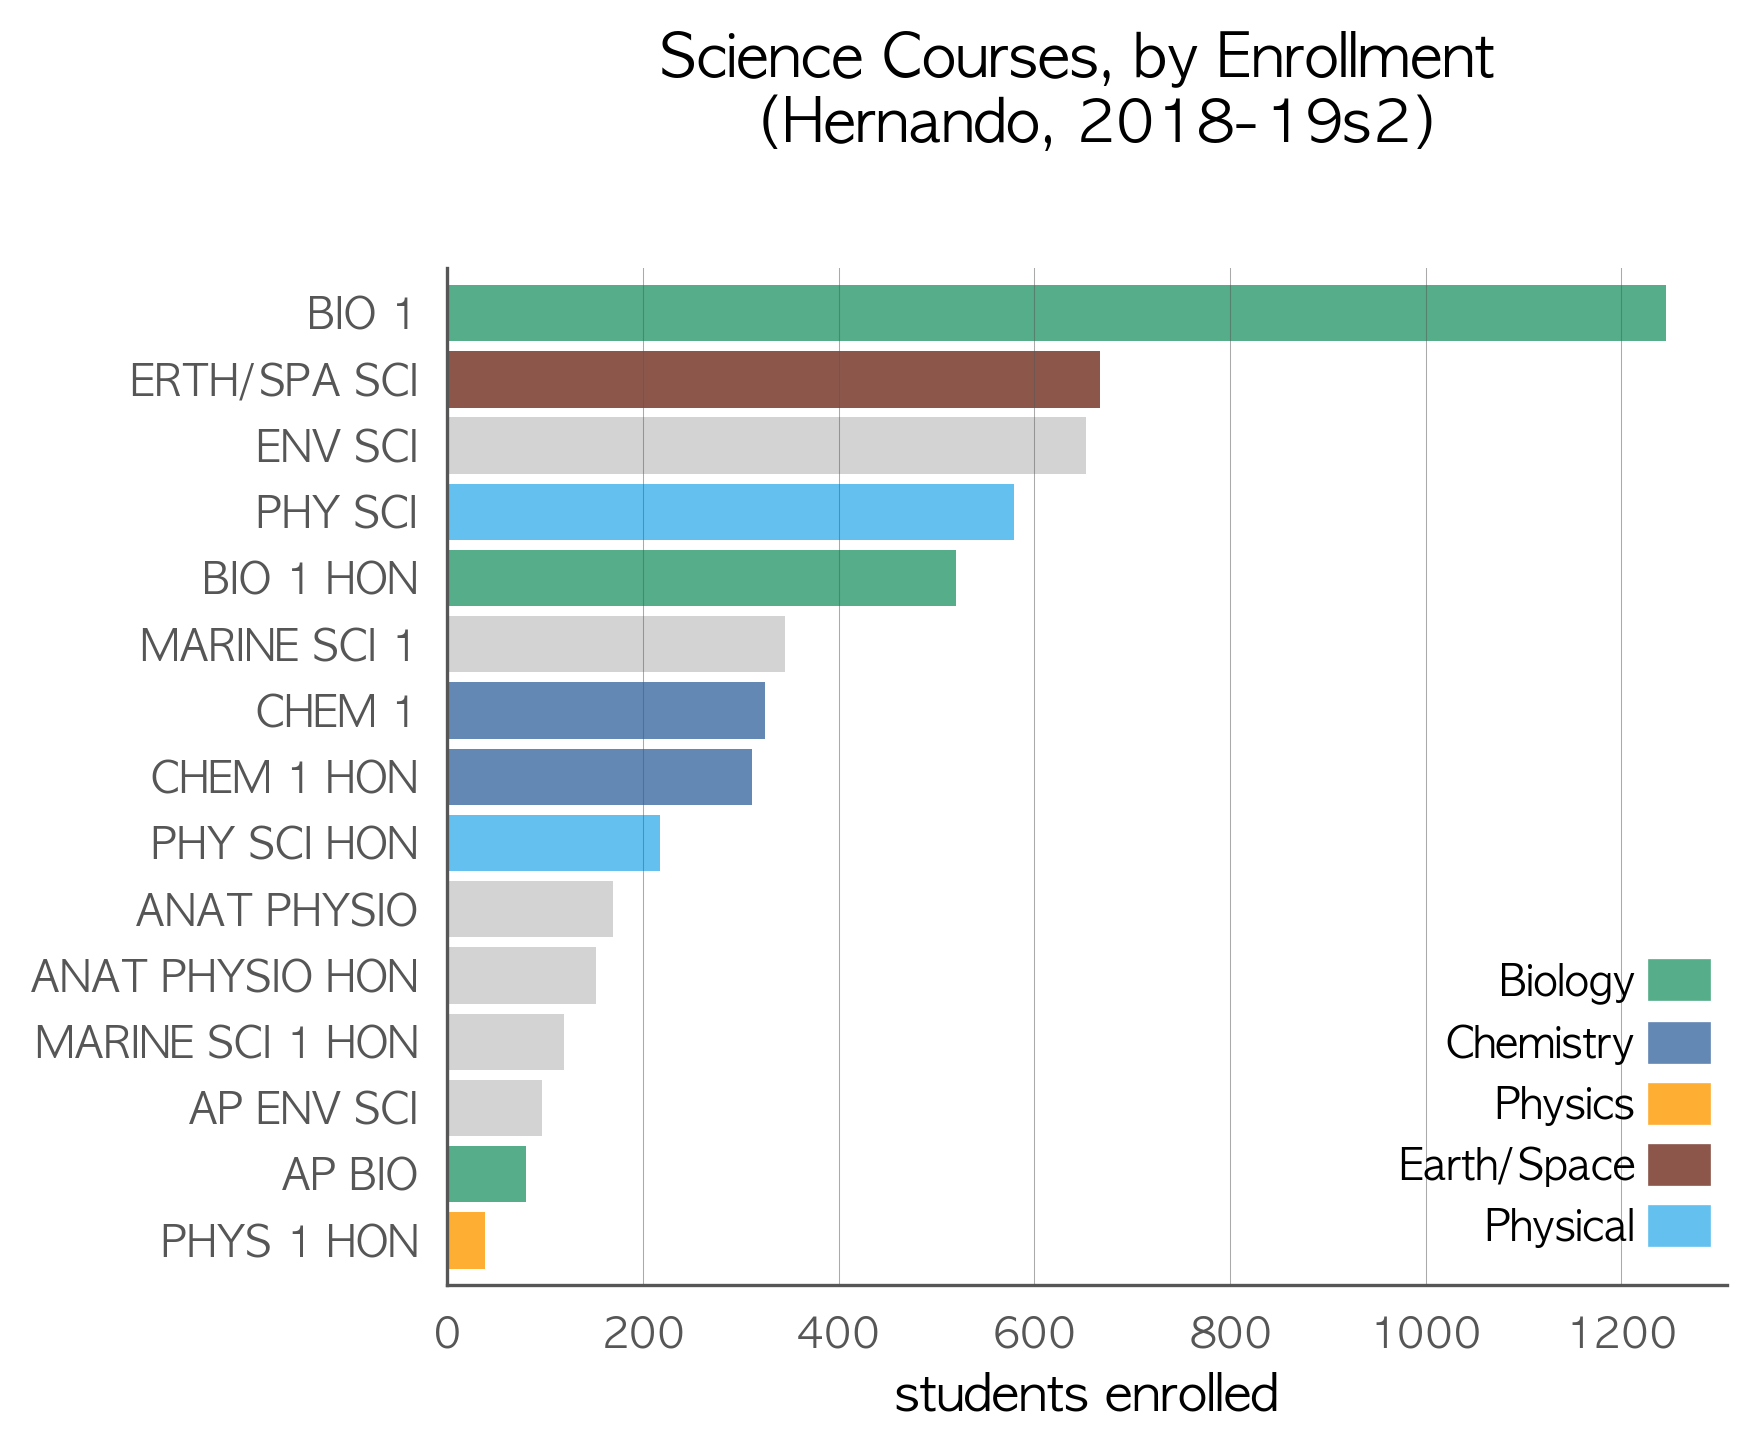 Science Courses, by Enrollment
(Hernando, 2018-19s2)
BIO 1
ERTH/SPA SCI
ENV SCI
PHY SCI
BIO 1 HON
MARINE SCI 1
CHEM 1
CHEM 1 HON
PHY SCI HON
ANAT PHYSIO
ANAT PHYSIO HON
MARINE SCI 1 HON
AP ENV SCI
AP BIO
PHYS 1 HON
Biology
Chemistry
Physics
Earth/Space
Physical
0 200 400 600 800 1000 1200
students enrolled